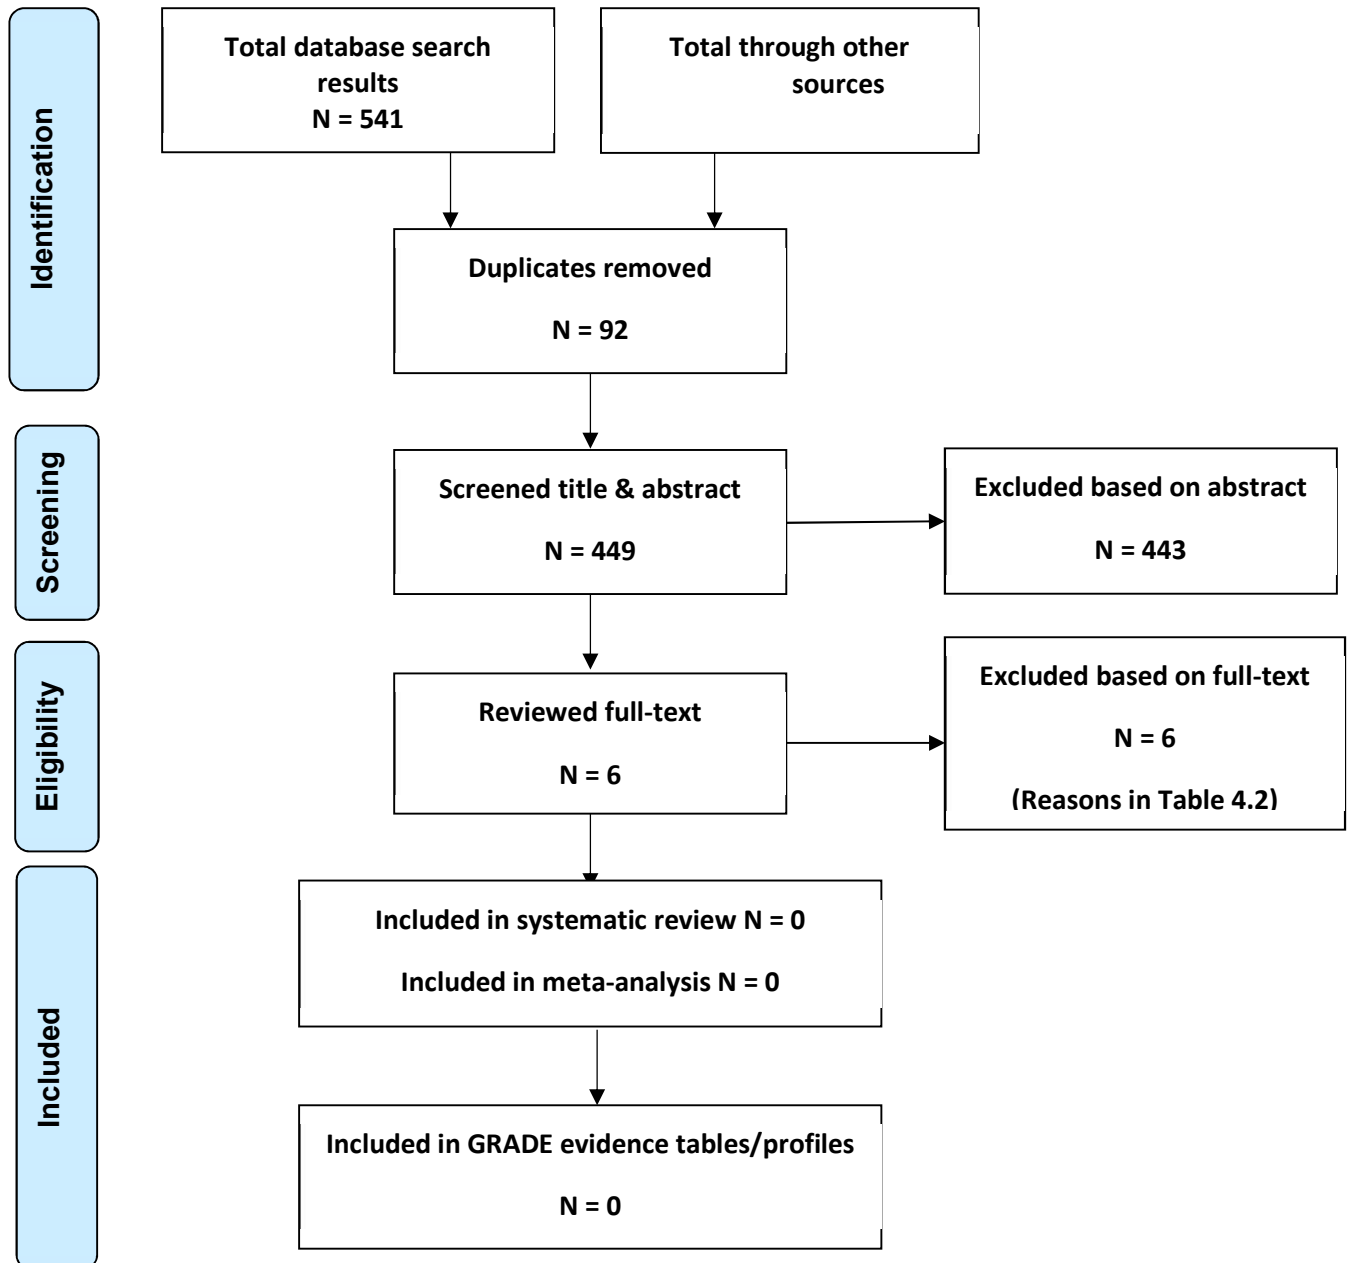 Identification
Total database search
results
N = 541
Total through other
sources
Duplicates removed
N = 92
Screening
Screened title & abstract
N = 449
Excluded based on abstract
N = 443
Eligibility
Reviewed full-text
N = 6
Excluded based on full-text
N = 6
(Reasons in Table 4.2)
Included
Included in systematic review N = 0
Included in meta-analysis N = 0
Included in GRADE evidence tables/profiles
N = 0